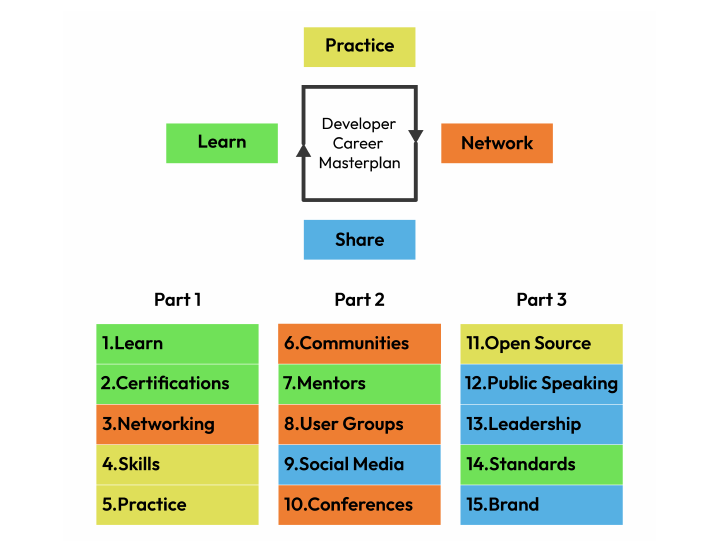 Practice
Learn
Developer
Career
Masterplan
Network
Share
Part 1
Part 2
Part 3
1.Learn
2.Certifications
3.Networking
4.Skills
5.Practice
6.Communities
7.Mentors
8.User Groups
9.Social Media
10.Conferences
11.Open Source
12.Public Speaking
13.Leadership
14.Standards
15.Brand